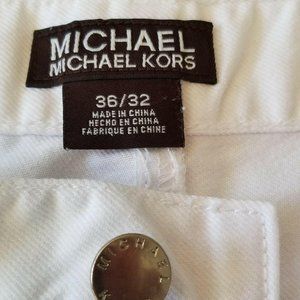 MICHAEL
MICHAEL KORS
36/32
MADE IN CHINA
HECHO EN CHINA
FABRIQUE EN CHINE
MICHAEL